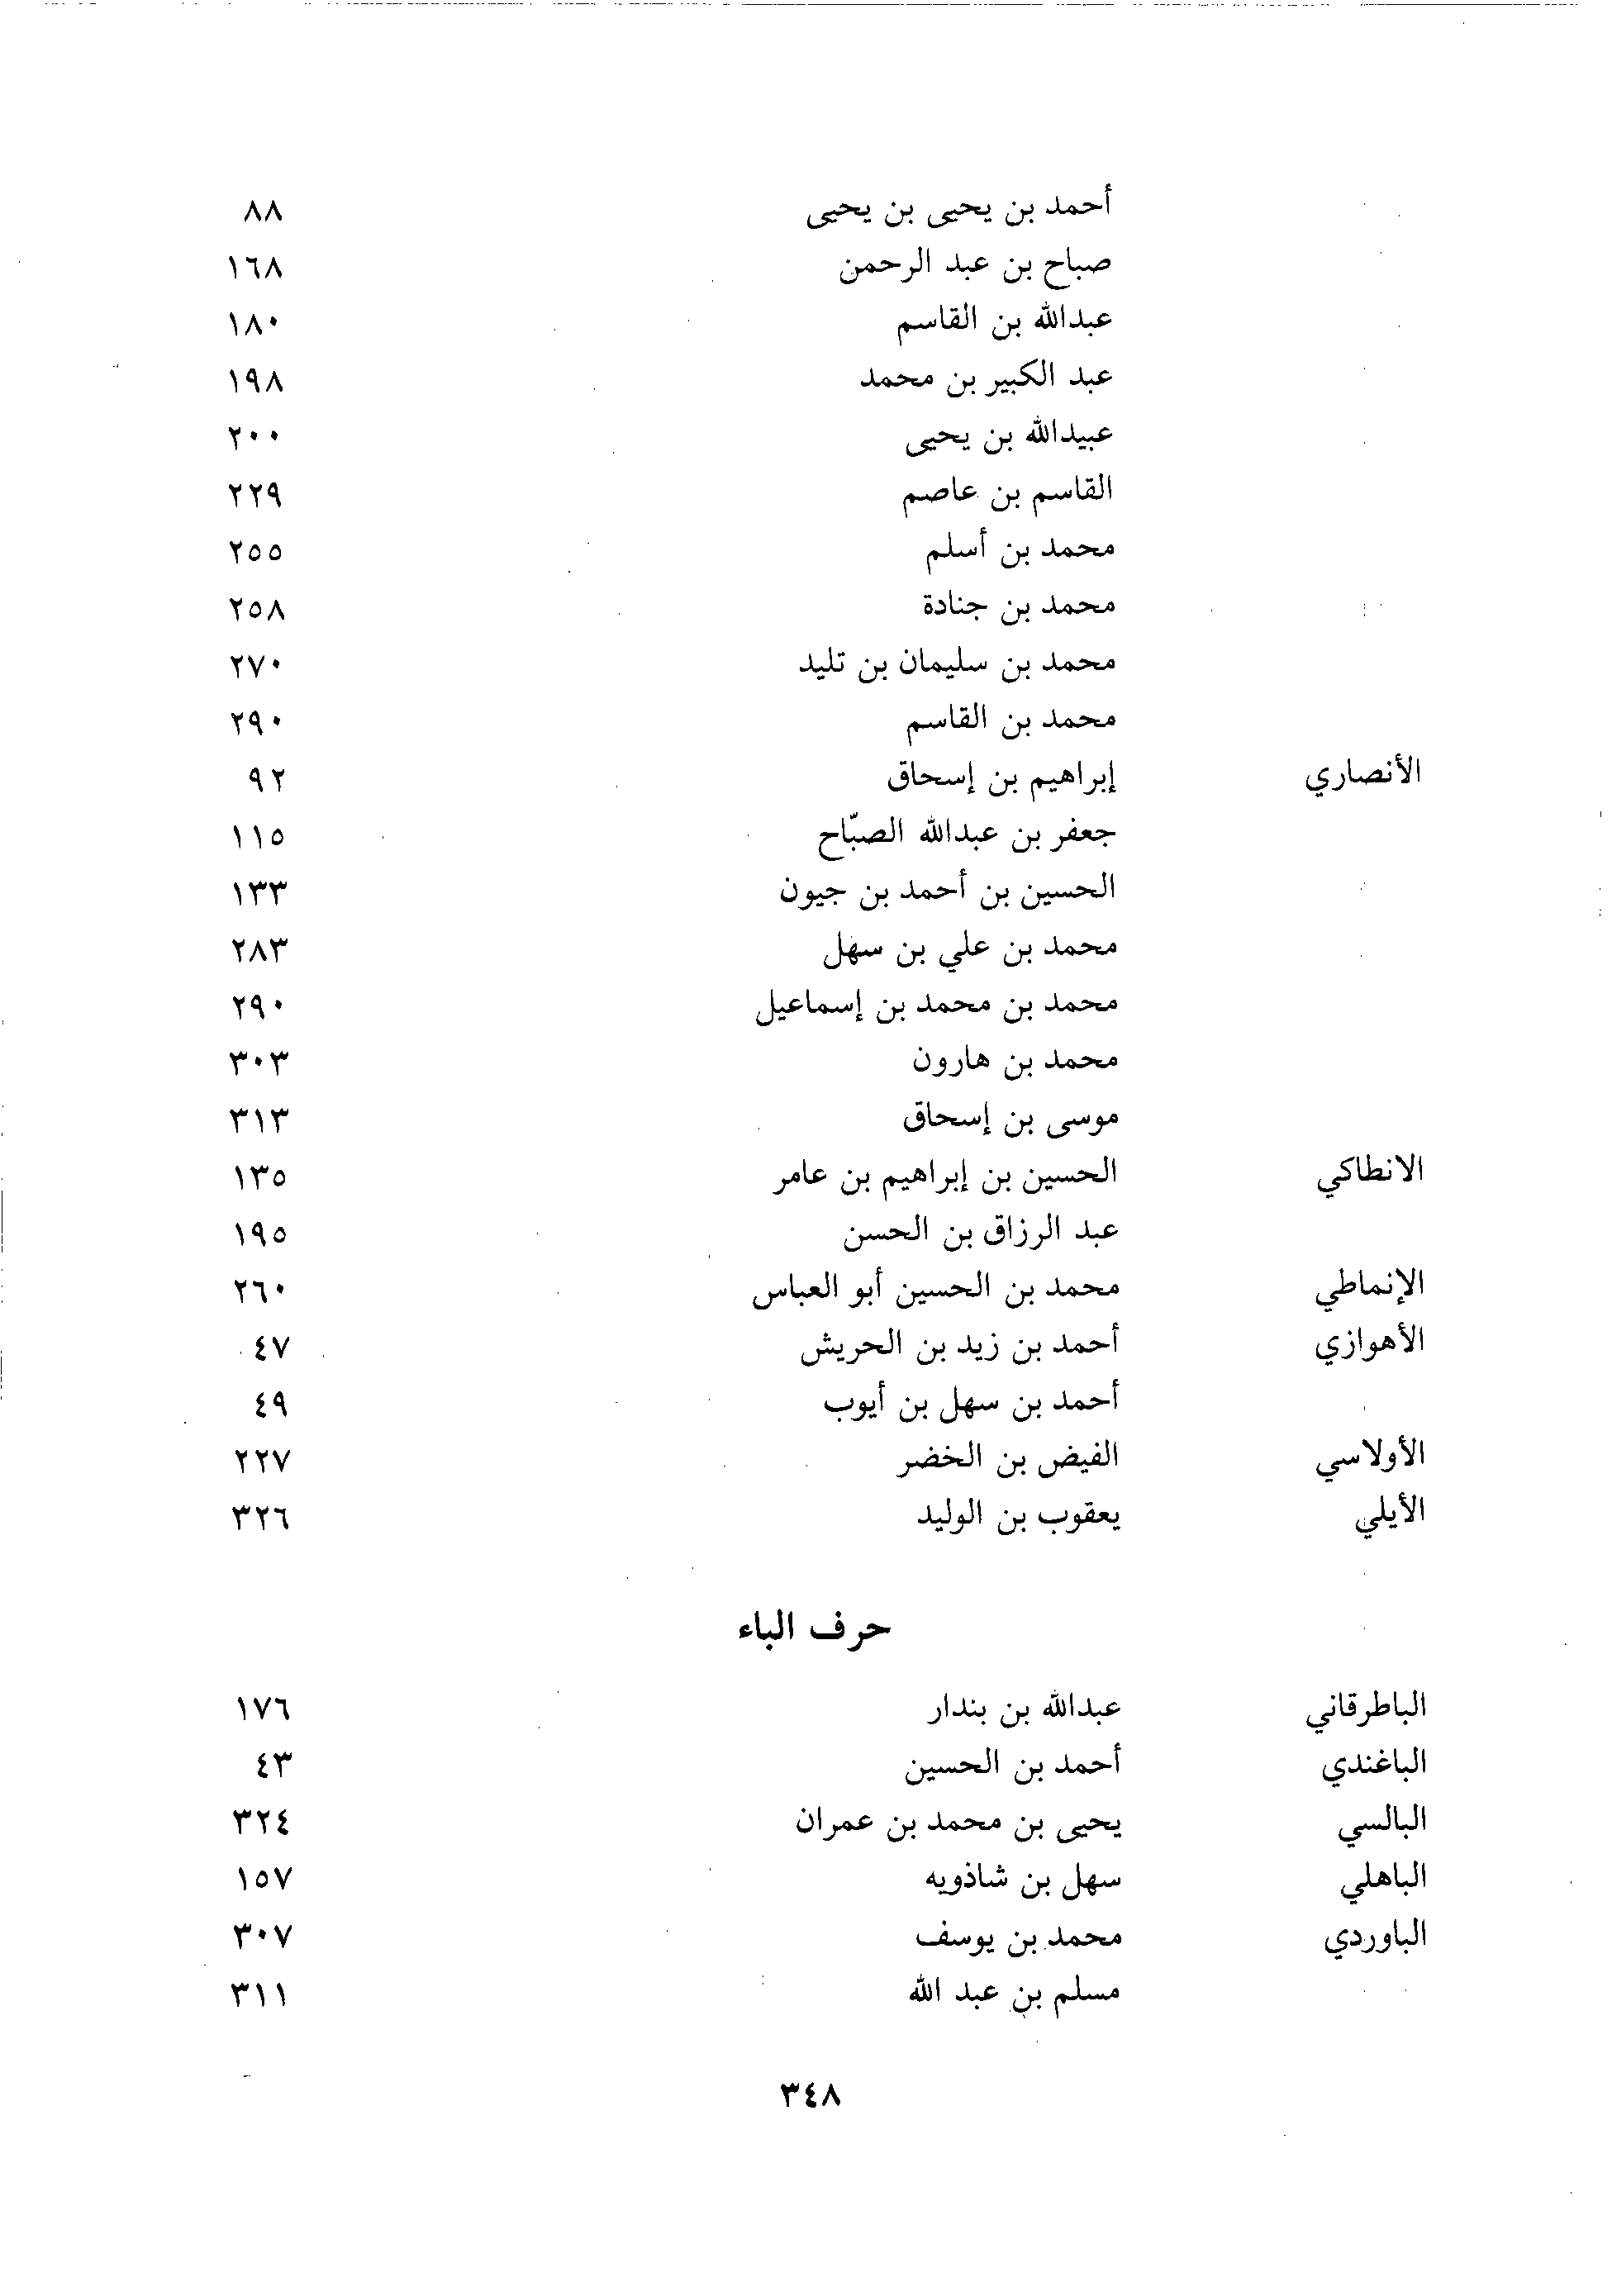 أحمد بن يحيى بن يحيى ٨٨
صباح بن عبد الرحمن ١٦٨
عبدالله بن القاسم ١٨٠
عبد الكبير بن محمد ١٩٨
عبيدالله بن يحيى ٢٠٠
القاسم بن عاصم ٢٢٩
محمد بن أسلم ٢٥٥
محمد بن جنادة ٢٥٨
محمد بن سليمان بن تليد ٢٧٠
محمد بن القاسم ٢٩٠
الأنصاري إبراهيم بن إسحاق ٩٢
جعفر بن عبدالله الصبّاح ١١٥
الحسين بن أحمد بن جيون ١٣٣
محمد بن علي بن سهل ٢٨٣
محمد بن محمد بن إسماعيل ٢٩٠
محمد بن هارون ٣٠٣
موسى بن إسحاق ٣١٣
الانطاكي الحسين بن إبراهيم بن عامر ١٣٥
عبد الرزاق بن الحسن ١٩٥
الإنماطي محمد بن الحسين أبو العباس ٢٦٠
الأهوازي أحمد بن زيد بن الحريش ٤٧
أحمد بن سهل بن أيوب ٤٩
الأولاسي الفيض بن الخضر ٢٢٧
الأيلي يعقوب بن الوليد ٣٢٦
حرف الباء
الباطرقاني عبدالله بن بندار ١٧٦
الباغندي أحمد بن الحسين ٤٣
البالسي يحيى بن محمد بن عمران ٣٢٤
الباهلي سهل بن شاذويه ١٥٧
الباوردي محمد بن يوسف ٣٠٧
مسلم بن عبد الله ٣١١
٣٤٨